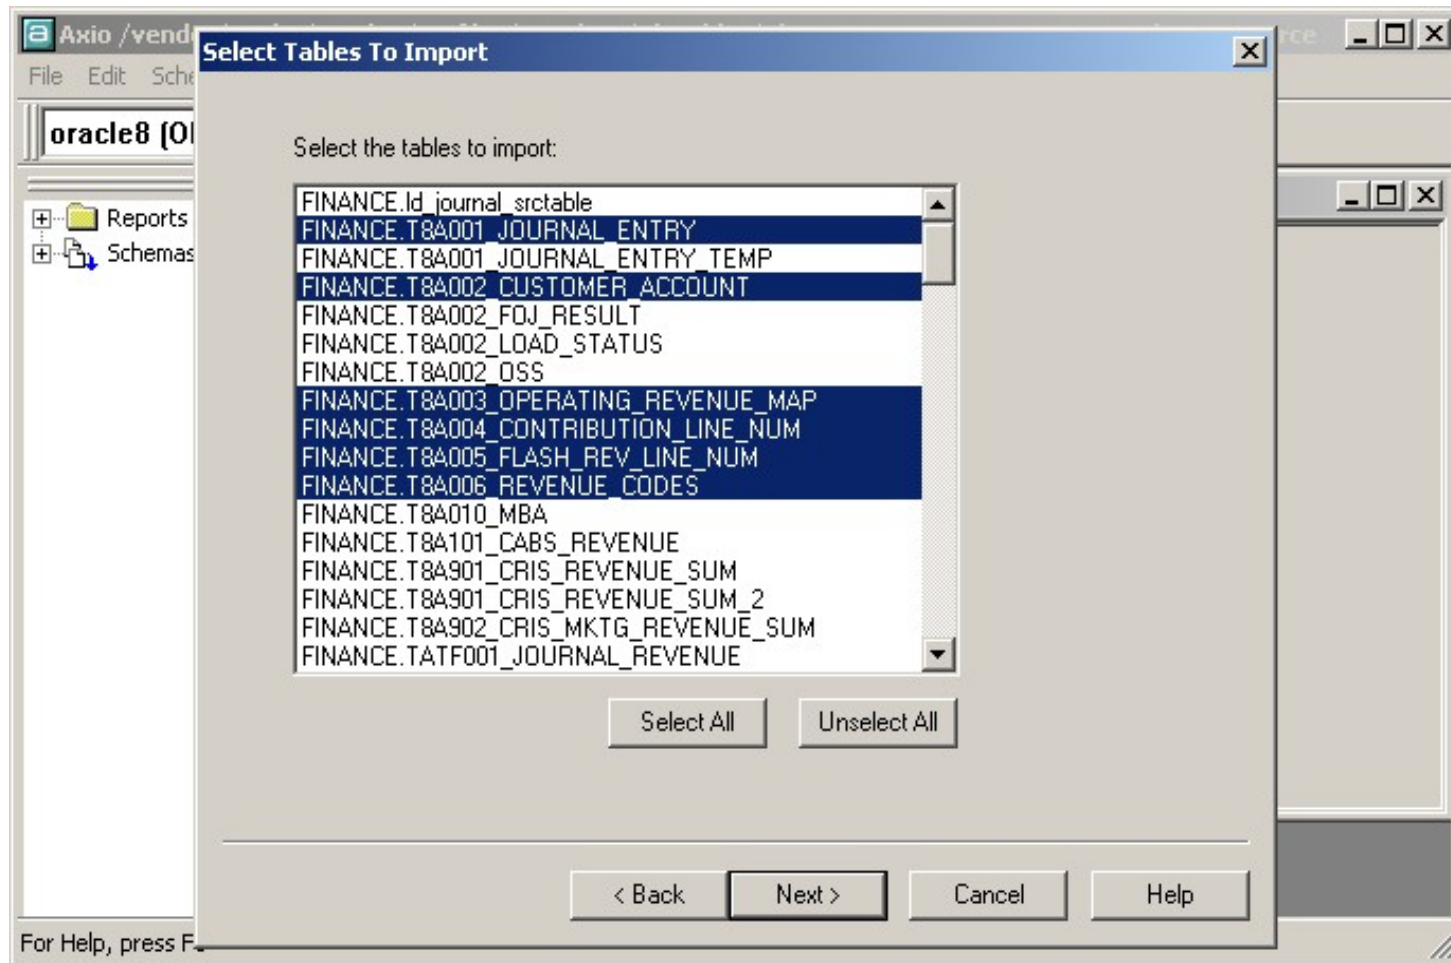 Axio /vend
Select Tables To Import
File Edit Sche
oracle8 (O
Select the tables to import:
Reports
Schemas
FINANCE.ld_journal_srctable
FINANCE.T8A001_JOURNAL_ENTRY
FINANCE.T8A001_JOURNAL_ENTRY_TEMP
FINANCE.T8A002_CUSTOMER_ACCOUNT
FINANCE.T8A002_FOJ_RESULT
FINANCE.T8A002_LOAD_STATUS
FINANCE.T8A002_OSS
FINANCE.T8A003_OPERATING_REVENUE_MAP
FINANCE.T8A004_CONTRIBUTION_LINE_NUM
FINANCE.T8A005_FLASH_REV_LINE_NUM
FINANCE.T8A006_REVENUE_CODES
FINANCE.T8A010_MBA
FINANCE.T8A101_CABS_REVENUE
FINANCE.T8A901_CRIS_REVENUE_SUM
FINANCE.T8A901_CRIS_REVENUE_SUM_2
FINANCE.T8A902_CRIS_MKTG_REVENUE_SUM
FINANCE.TATF001_JOURNAL_REVENUE
Select All Unselect All
< Back Next > Cancel Help
For Help, press F